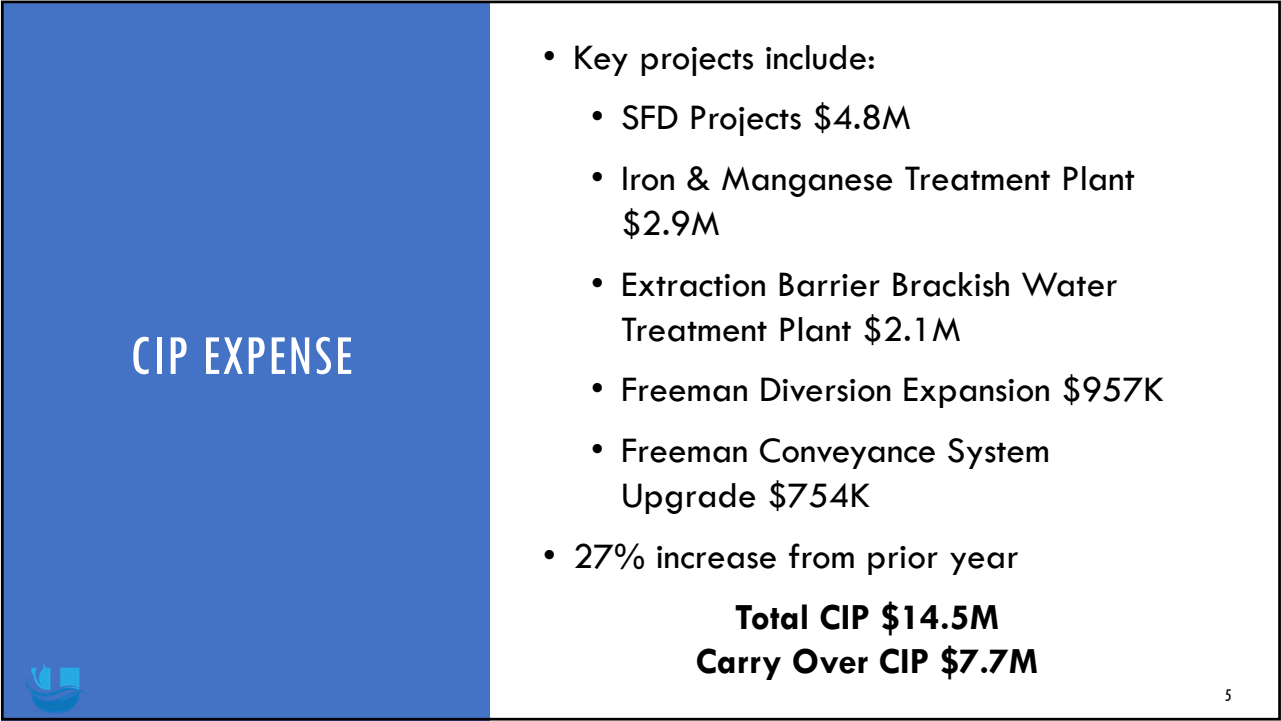 CIP EXPENSE
• Key projects include:
• SFD Projects $4.8M
• Iron & Manganese Treatment Plant
$2.9M
• Extraction Barrier Brackish Water
Treatment Plant $2.1M
• Freeman Diversion Expansion $957K
• Freeman Conveyance System
Upgrade $754K
• 27% increase from prior year
Total CIP $14.5M
Carry Over CIP $7.7M
5